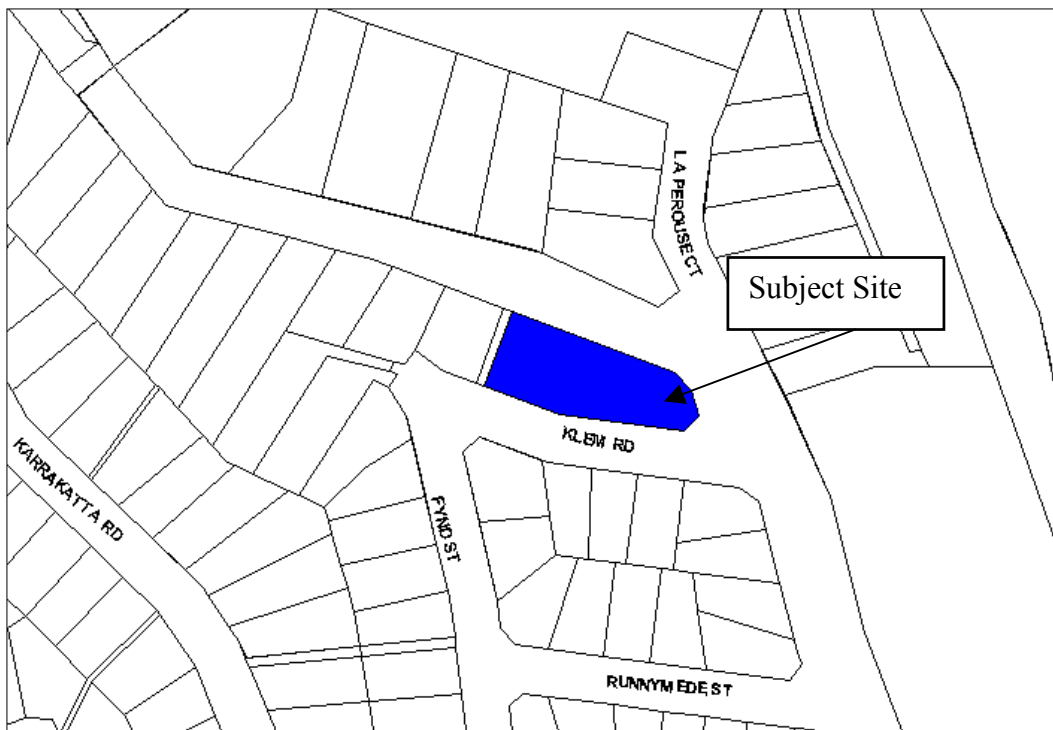 LA PEROUSE CT
Subject Site
KLEM RD
KARRAKATTA RD
FYND ST
RUNNYMEDE ST